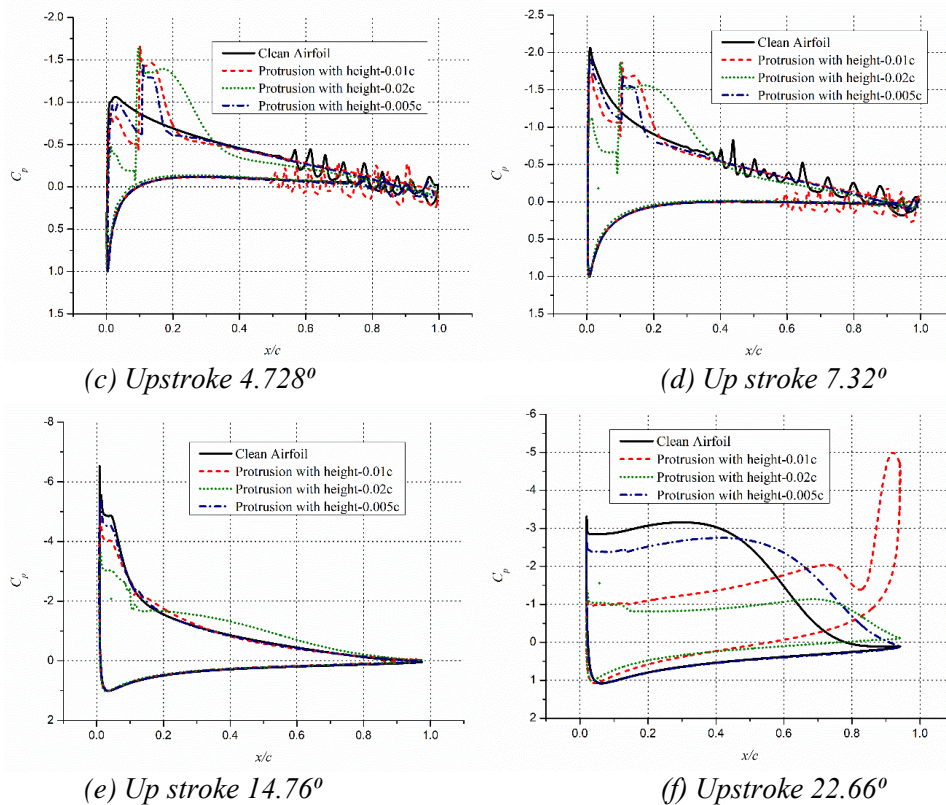 -2.0
-1.5
-1.0
-0.5
0.0
0.5
1.0
1.5
C_p
Clean Airfoil
Protrusion with height-0.01c
Protrusion with height-0.02c
Protrusion with height-0.005c
0.0 0.2 0.4 0.6 0.8 1.0
x/c
(c) Upstroke 4.728⁰
-2.5
-2.0
-1.5
-1.0
-0.5
0.0
0.5
1.0
1.5
C_p
Clean Airfoil
Protrusion with height-0.01c
Protrusion with height-0.02c
Protrusion with height-0.005c
0.0 0.2 0.4 0.6 0.8 1.0
x/c
(d) Up stroke 7.32⁰
-8
-6
-4
-2
0
2
C_p
Clean Airfoil
Protrusion with height-0.01c
Protrusion with height-0.02c
Protrusion with height-0.005c
0.0 0.2 0.4 0.6 0.8 1.0
x/c
(e) Up stroke 14.76⁰
-6
-5
-4
-3
-2
-1
0
1
2
C_p
Clean Airfoil
Protrusion with height-0.01c
Protrusion with height-0.02c
Protrusion with height-0.005c
0.0 0.2 0.4 0.6 0.8 1.0
x/c
(f) Upstroke 22.66⁰